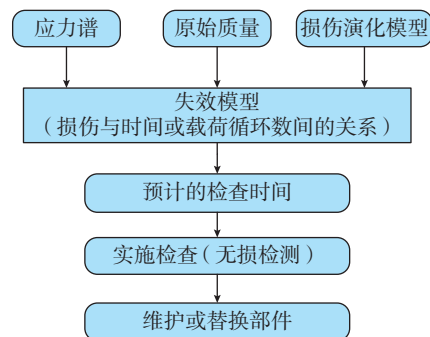 应力谱
原始质量
损伤演化模型
失效模型
（损伤与时间或载荷循环数间的关系）
预计的检查时间
实施检查（无损检测）
维护或替换部件